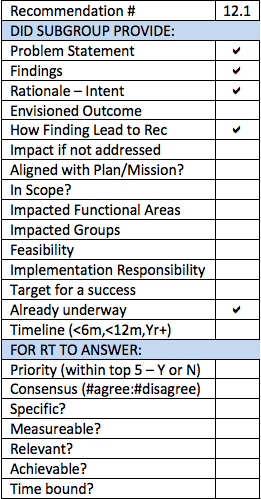 Recommendation # 12.1
DID SUBGROUP PROVIDE:
Problem Statement ✔
Findings ✔
Rationale – Intent ✔
Envisioned Outcome
How Finding Lead to Rec ✔
Impact if not addressed
Aligned with Plan/Mission?
In Scope?
Impacted Functional Areas
Impacted Groups
Feasibility
Implementation Responsibility
Target for a success
Already underway ✔
Timeline (<6m,<12m,Yr+)
FOR RT TO ANSWER:
Priority (within top 5 – Y or N)
Consensus (#agree:#disagree)
Specific?
Measureable?
Relevant?
Achievable?
Time bound?